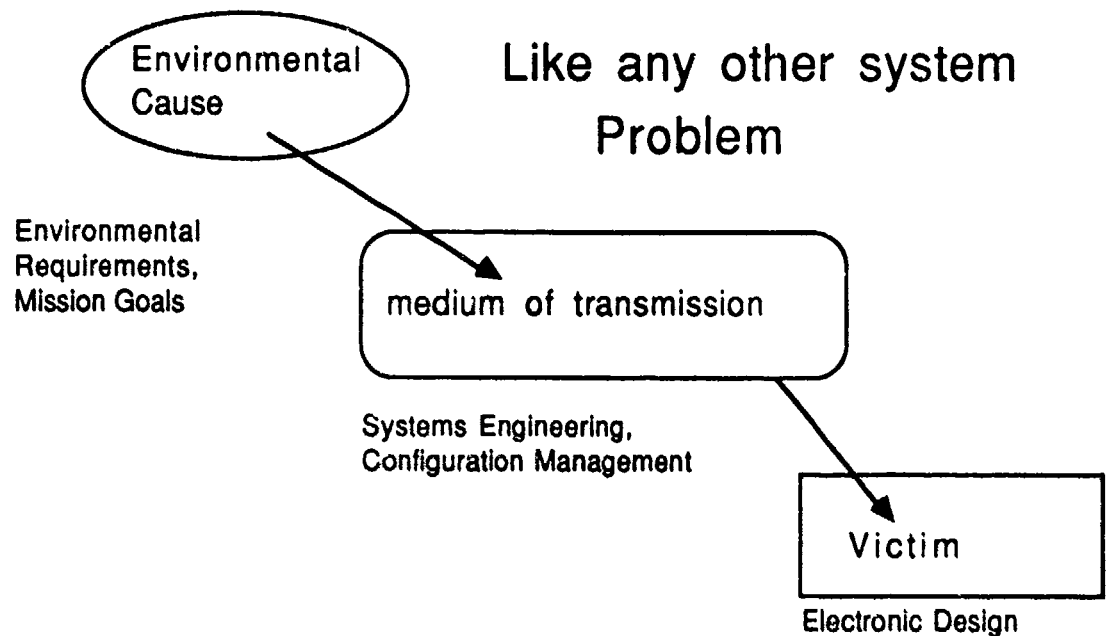 Environmental
Cause
Like any other system
Problem
Environmental
Requirements,
Mission Goals
medium of transmission
Systems Engineering,
Configuration Management
Victim
Electronic Design